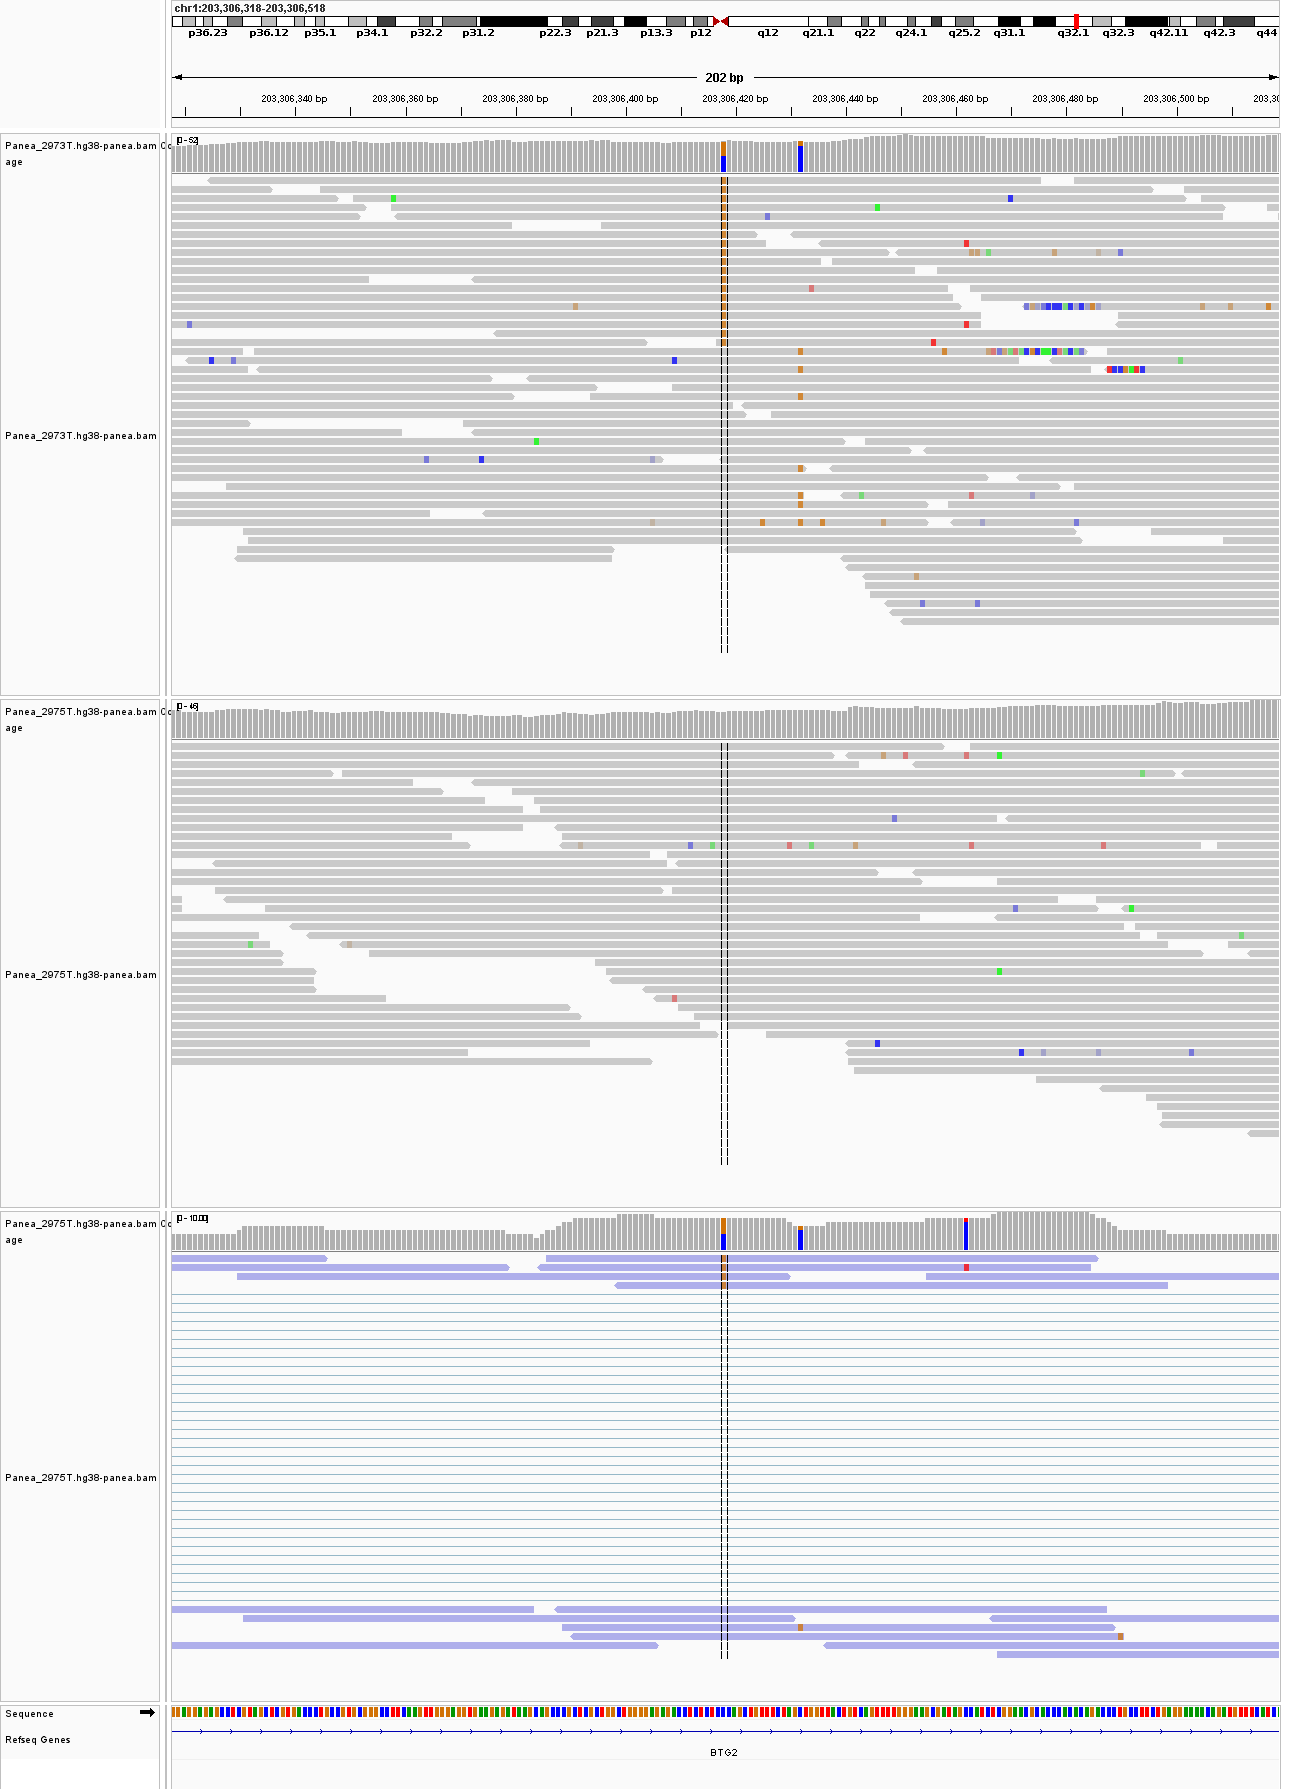 chr1:203,306,318-203,306,518
p36.23 p36.12 p35.1 p34.1 p32.2 p31.2 p22.3 p21.3 p13.3 p12 q12 q21.1 q22 q24.1 q25.2 q31.1 q32.1 q32.3 q42.11 q42.3 q44
202 bp
203,306,340 bp 203,306,360 bp 203,306,380 bp 203,306,400 bp 203,306,420 bp 203,306,440 bp 203,306,460 bp 203,306,480 bp 203,306,500 bp 203,30
Panea_2973T.hg38-panea.bam Co
age
[0 - 52]
Panea_2973T.hg38-panea.bam
Panea_2975T.hg38-panea.bam Co
age
[0 - 46]
Panea_2975T.hg38-panea.bam
Panea_2975T.hg38-panea.bam Co
age
[0 - 10.00]
Panea_2975T.hg38-panea.bam
Sequence
Refseq Genes
BTG2